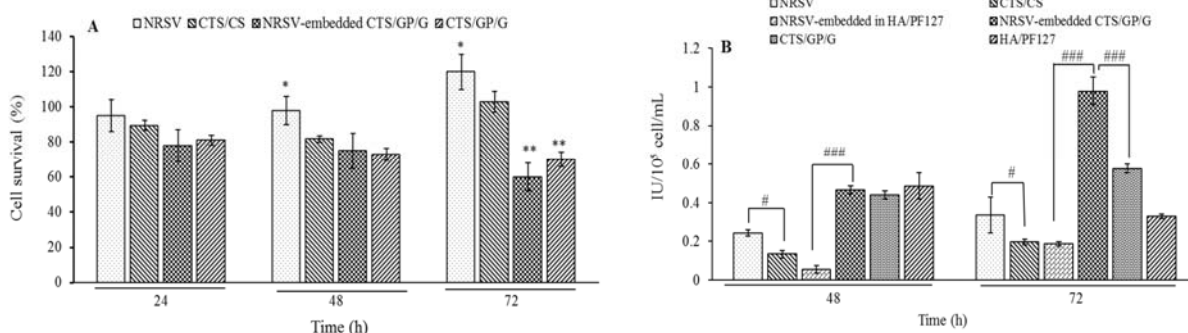 A
NRSV CTS/CS NRSV-embedded CTS/GP/G CTS/GP/G
Cell survival (%)
140
120
100
80
60
40
20
0
*
*
**
**
24 48 72
Time (h)
NRSV CTS/CS
NRSV-embedded in HA/PF127 NRSV-embedded CTS/GP/G
CTS/GP/G HA/PF127
B
IU/10⁵ cell/mL
1.2
1
0.8
0.6
0.4
0.2
0
#
###
#
###
###
48 72
Time (h)